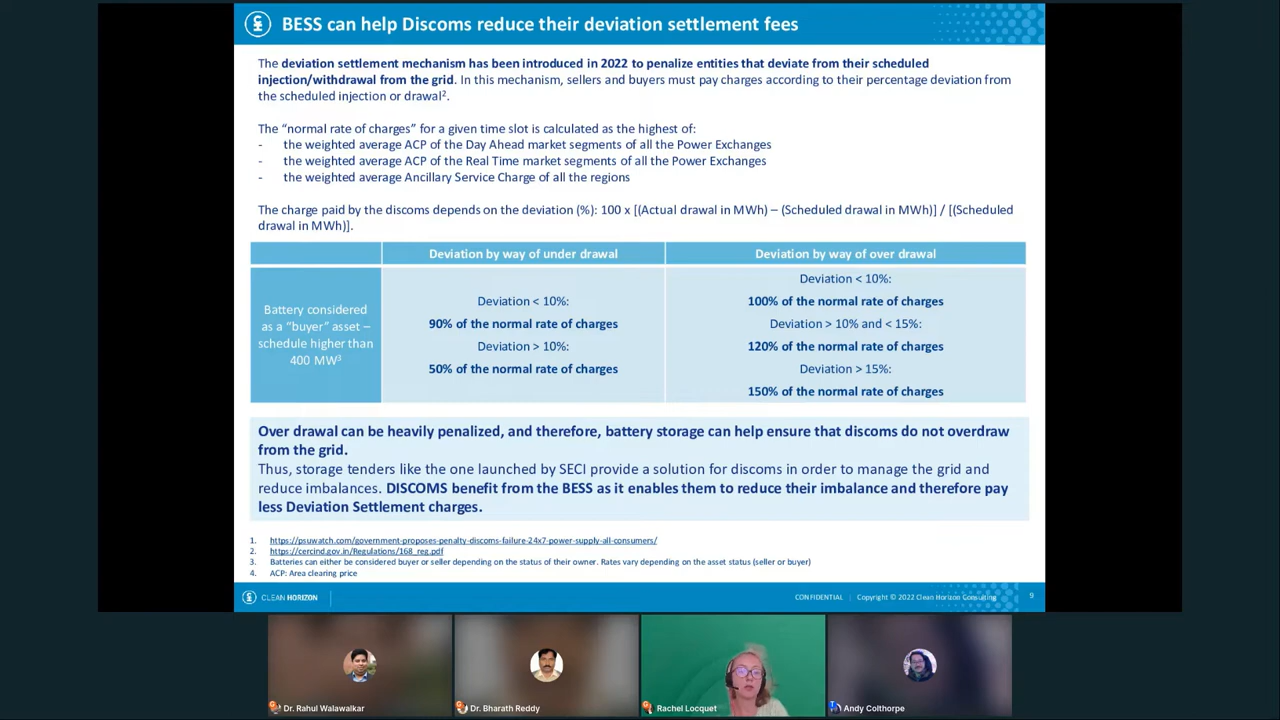 BESS can help Discoms reduce their deviation settlement fees
The deviation settlement mechanism has been introduced in 2022 to penalize entities that deviate from their scheduled
injection/withdrawal from the grid. In this mechanism, sellers and buyers must pay charges according to their percentage deviation from
the scheduled injection or drawal².
The “normal rate of charges” for a given time slot is calculated as the highest of:
- the weighted average ACP of the Day Ahead market segments of all the Power Exchanges
- the weighted average ACP of the Real Time market segments of all the Power Exchanges
- the weighted average Ancillary Service Charge of all the regions
The charge paid by the discoms depends on the deviation (%): 100 x [(Actual drawal in MWh) – (Scheduled drawal in MWh)] / [(Scheduled
drawal in MWh)].
Deviation by way of under drawal
Deviation by way of over drawal
Battery considered
as a “buyer” asset –
schedule higher than
400 MW³
Deviation < 10%:
90% of the normal rate of charges
Deviation > 10%:
50% of the normal rate of charges
Deviation < 10%:
100% of the normal rate of charges
Deviation > 10% and < 15%:
120% of the normal rate of charges
Deviation > 15%:
150% of the normal rate of charges
Over drawal can be heavily penalized, and therefore, battery storage can help ensure that discoms do not overdraw
from the grid.
Thus, storage tenders like the one launched by SECI provide a solution for discoms in order to manage the grid and
reduce imbalances. DISCOMS benefit from the BESS as it enables them to reduce their imbalance and therefore pay
less Deviation Settlement charges.
1. https://psuwatch.com/government-proposes-penalty-discoms-failure-24x7-power-supply-all-consumers/
2. https://cercind.gov.in/Regulations/168_reg.pdf
3. Batteries can either be considered buyer or seller depending on the status of their owner. Rates vary depending on the asset status (seller or buyer)
4. ACP: Area clearing price
CLEAN HORIZON
CONFIDENTIAL | Copyright © 2022 Clean Horizon Consulting
9
Dr. Rahul Walawalkar
Dr. Bharath Reddy
Rachel Locquet
Andy Colthorpe